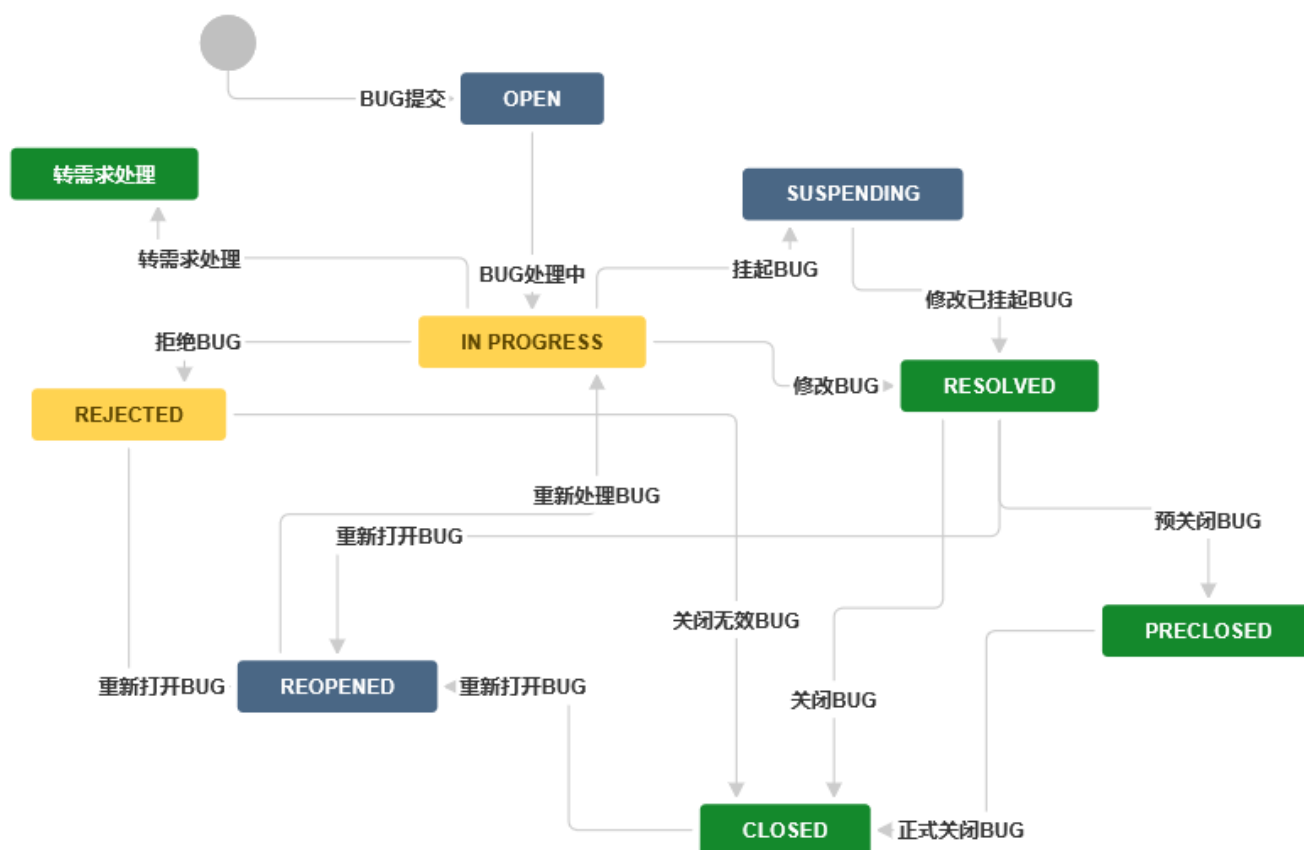 BUG提交
OPEN
转需求处理
SUSPENDING
转需求处理
BUG处理中
挂起BUG
修改已挂起BUG
拒绝BUG
IN PROGRESS
修改BUG
RESOLVED
REJECTED
重新处理BUG
重新打开BUG
预关闭BUG
关闭无效BUG
PRECLOSED
重新打开BUG
REOPENED
重新打开BUG
关闭BUG
CLOSED
正式关闭BUG